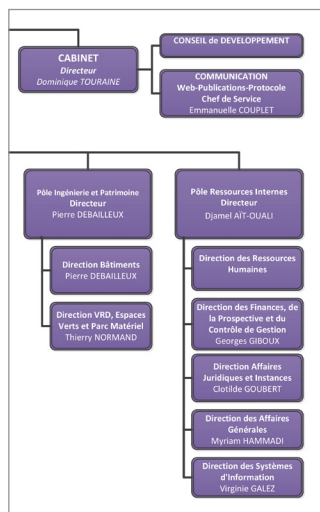 CABINET
Directeur
Dominique TOURAINE
CONSEIL de DEVELOPPEMENT
COMMUNICATION
Web-Publications-Protocole
Chef de Service
Emmanuelle COUPLET
Pôle Ingénierie et Patrimoine
Directeur
Pierre DEBAILLEUX
Direction Bâtiments
Pierre DEBAILLEUX
Direction VRD, Espaces
Verts et Parc Matériel
Thierry NORMAND
Pôle Ressources Internes
Directeur
Djamel AÏT-OUALI
Direction des Ressources
Humaines
Direction des Finances, de
la Prospective et du
Contrôle de Gestion
Georges GIBOUX
Direction Affaires
Juridiques et Instances
Clotilde GOUBERT
Direction des Affaires
Générales
Myriam HAMMADI
Direction des Systèmes
d'Information
Virginie GALEZ